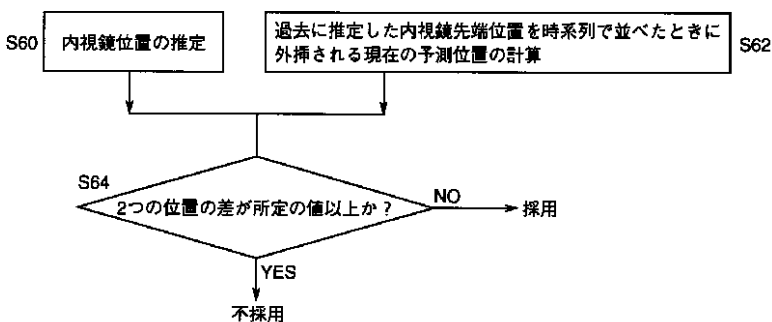 S60
内視鏡位置の推定
過去に推定した内視鏡先端位置を時系列で並べたときに
外挿される現在の予測位置の計算
S62
S64
2つの位置の差が所定の値以上か？
NO
採用
YES
不採用